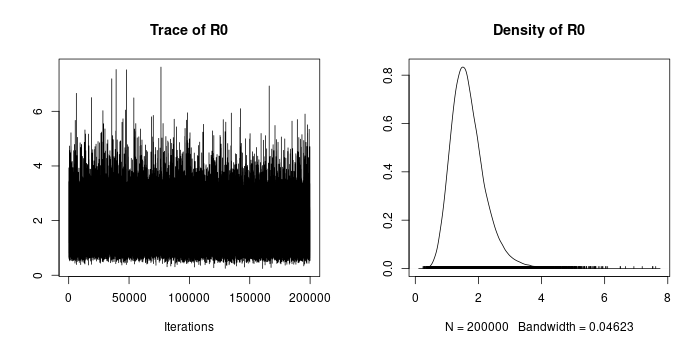 Trace of R0
6
4
2
0
0 50000 100000 150000 200000
Iterations
Density of R0
0.8
0.6
0.4
0.2
0.0
0 2 4 6 8
N = 200000 Bandwidth = 0.04623